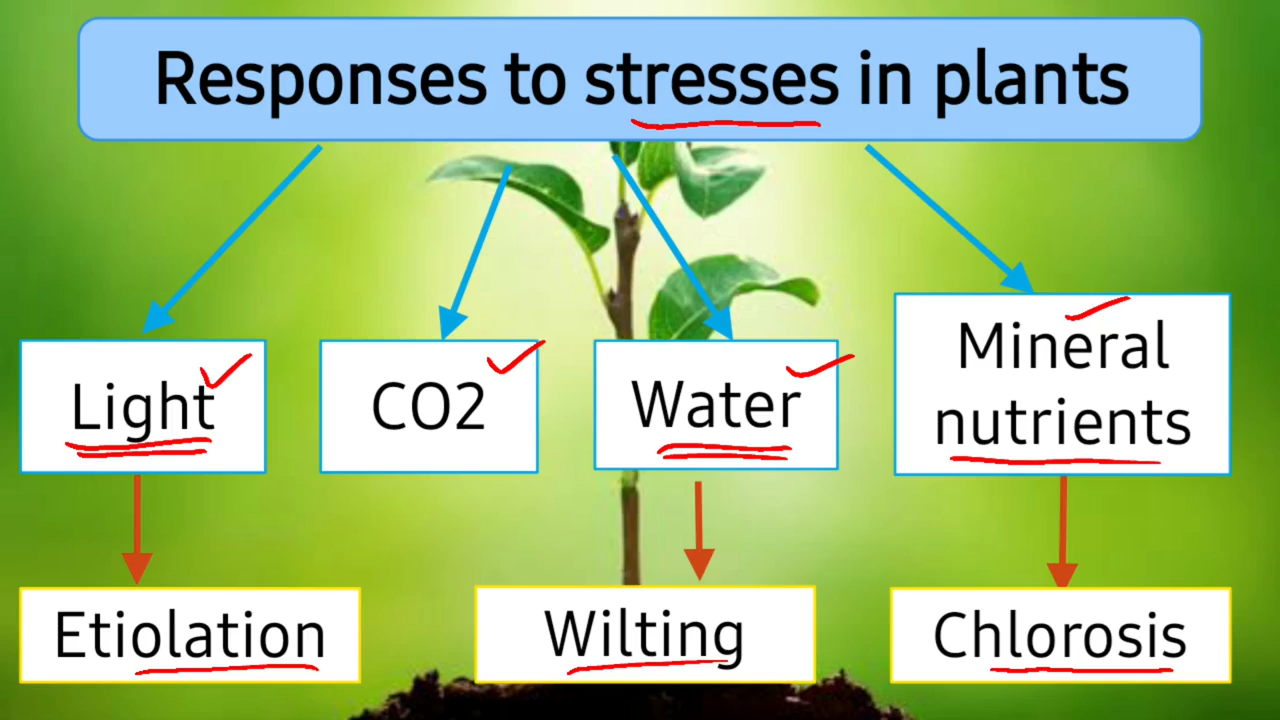 Responses to stresses in plants
Light
CO2
Water
Mineral
nutrients
Etiolation
Wilting
Chlorosis